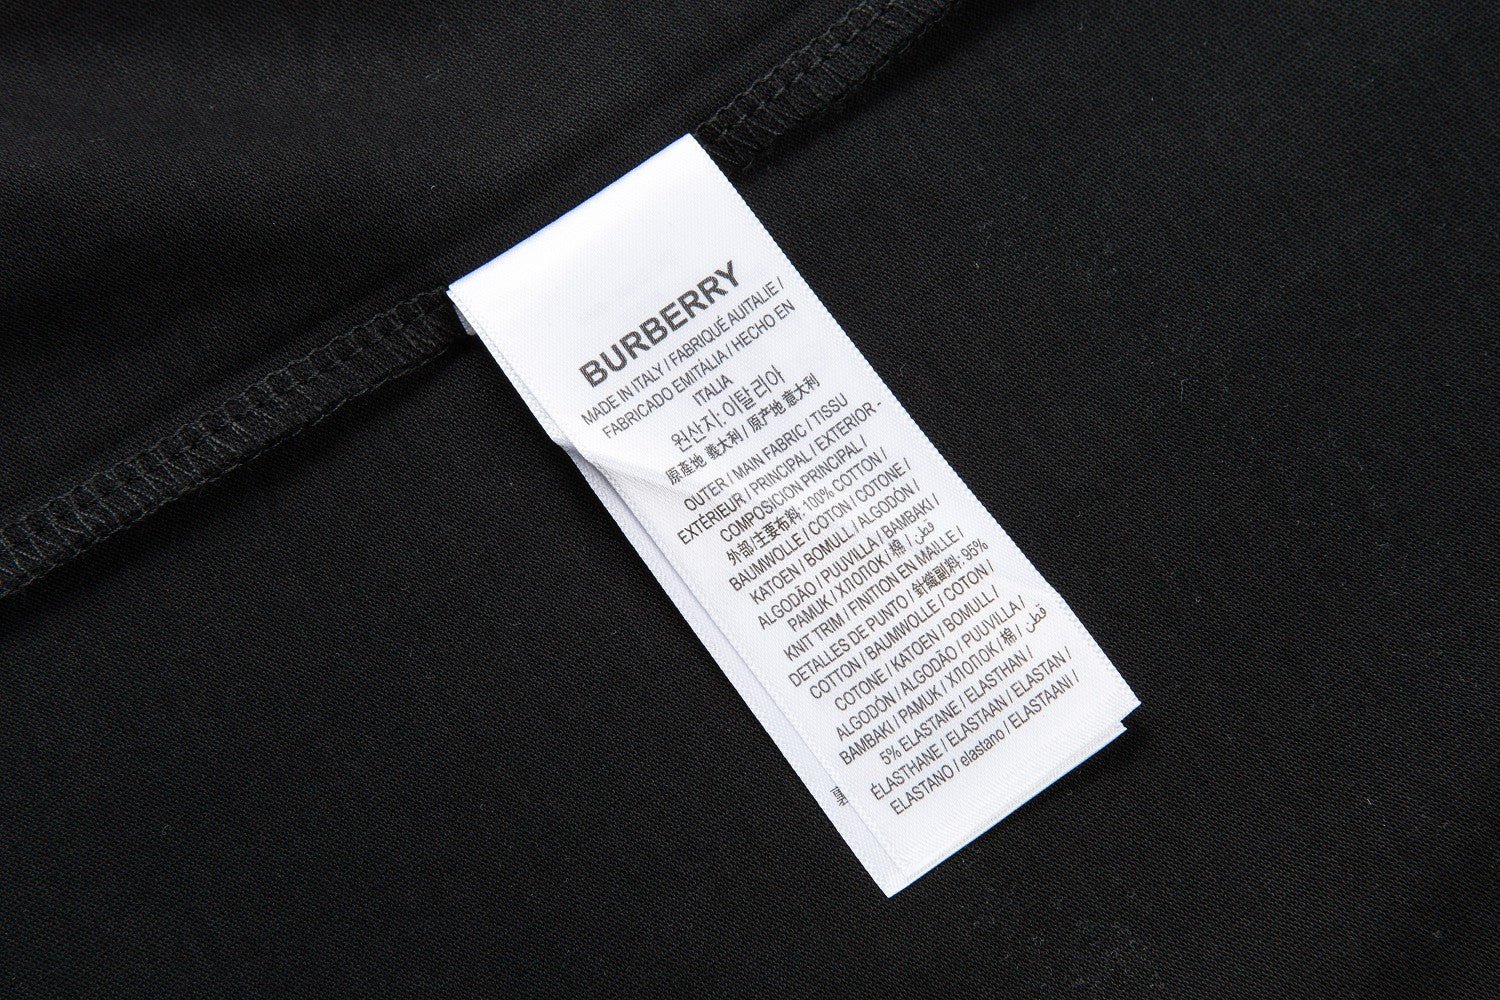 BURBERRY
MADE IN ITALY / FABRIQUÉ AUITALIE /
FABRICADO EMITÁLIA / HECHO EN
ITALIA
원산지: 이탈리아
原產地 義大利 / 原产地 意大利
OUTER / MAIN FABRIC / TISSU
EXTÉRIEUR / PRINCIPAL / EXTERIOR -
COMPOSICION PRINCIPAL /
外部/主要布料: 100% COTTON /
BAUMWOLLE / COTON / COTONE /
KATOEN / BOMULL / ALGODÓN /
ALGODÃO / PUUVILLA / BAMBAKI /
PAMUK / ХЛОПОК / 棉 / قطن /
KNIT TRIM / FINITION EN MAILLE /
DETALLES DE PUNTO / 針織副料: 95%
COTTON / BAUMWOLLE / COTON /
COTONE / KATOEN / BOMULL /
ALGODÓN / ALGODÃO / PUUVILLA /
BAMBAKI / PAMUK / ХЛОПОК / 棉 / قطن /
5% ELASTANE / ELASTHAN /
ÉLASTHANE / ELASTAAN / ELASTAN /
ELASTANO / elastano / ELASTAANI /